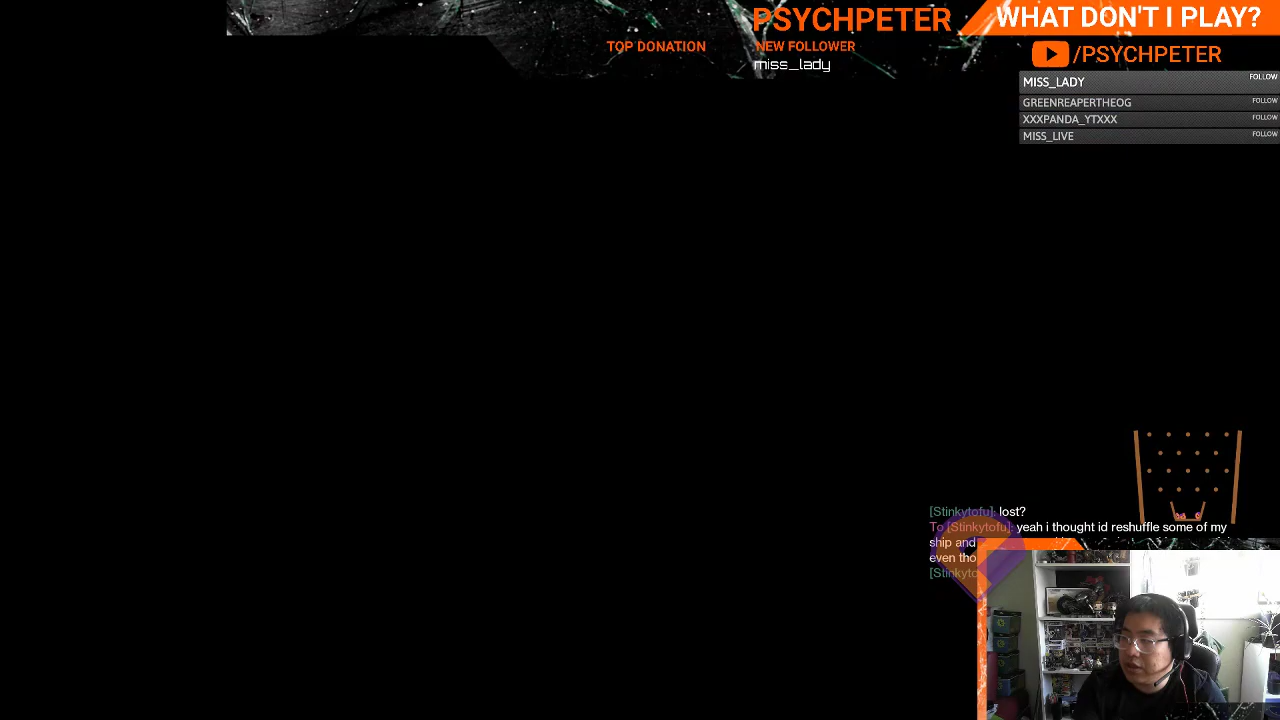 PSYCHPETER
WHAT DON'T I PLAY?
TOP DONATION
NEW FOLLOWER
miss_lady
/PSYCHPETER
MISS_LADY FOLLOW
GREENREAPERTHEOG FOLLOW
XXXPANDA_YTXXX FOLLOW
MISS_LIVE FOLLOW
[Stinkytofu]: lost?
To [Stinkytofu]: yeah i thought id reshuffle some of my
ship and
even tho
[Stinkyto